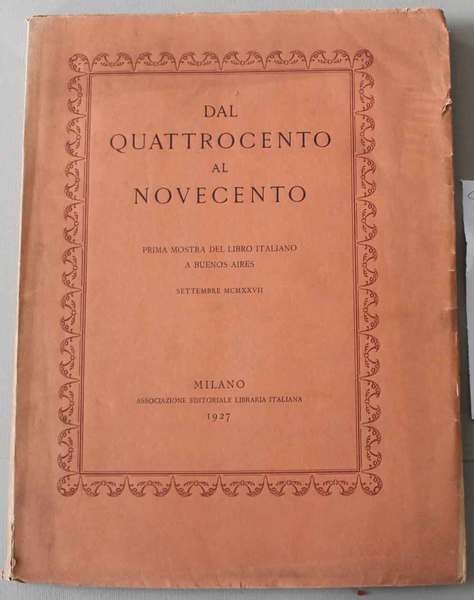 DAL
QUATTROCENTO
AL
NOVECENTO
PRIMA MOSTRA DEL LIBRO ITALIANO
A BUENOS AIRES
SETTEMBRE MCMXXVII
MILANO
ASSOCIAZIONE EDITORIALE LIBRARIA ITALIANA
1927